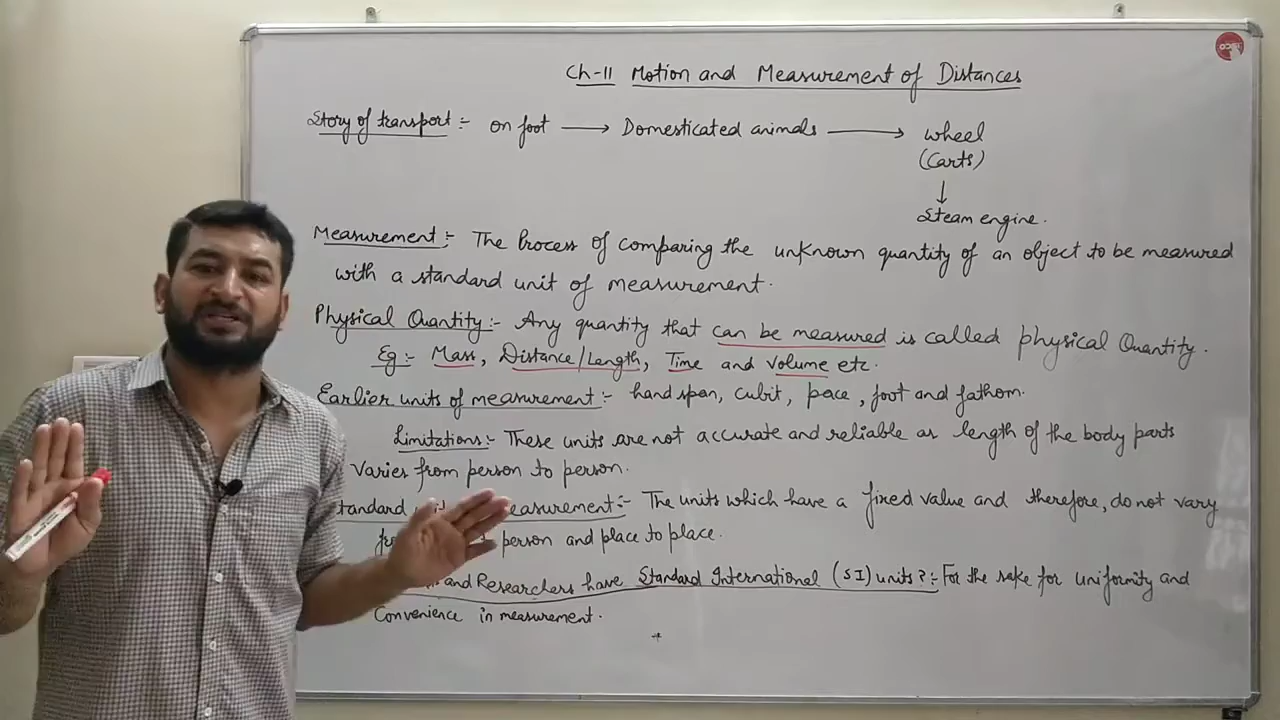 Ch-11 Motion and Measurement of Distances
Story of transport :- on foot → Domesticated animals → wheel
(Carts)
↓
Steam engine.
Measurement :- The Process of comparing the unknown quantity of an object to be measured
with a standard unit of measurement.
Physical Quantity :- Any quantity that can be measured is called physical Quantity.
Eg :- Mass, Distance/Length, Time and Volume etc.
Earlier units of measurement :- hand span, cubit, pace, foot and fathom.
Limitations :- These units are not accurate and reliable as length of the body parts
Varies from person to person.
tandard easurement :- The units which have a fixed value and therefore, do not vary
person and place to place.
and Researchers have Standard International (SI) units? :- For the sake for uniformity and
Convenience in measurement.